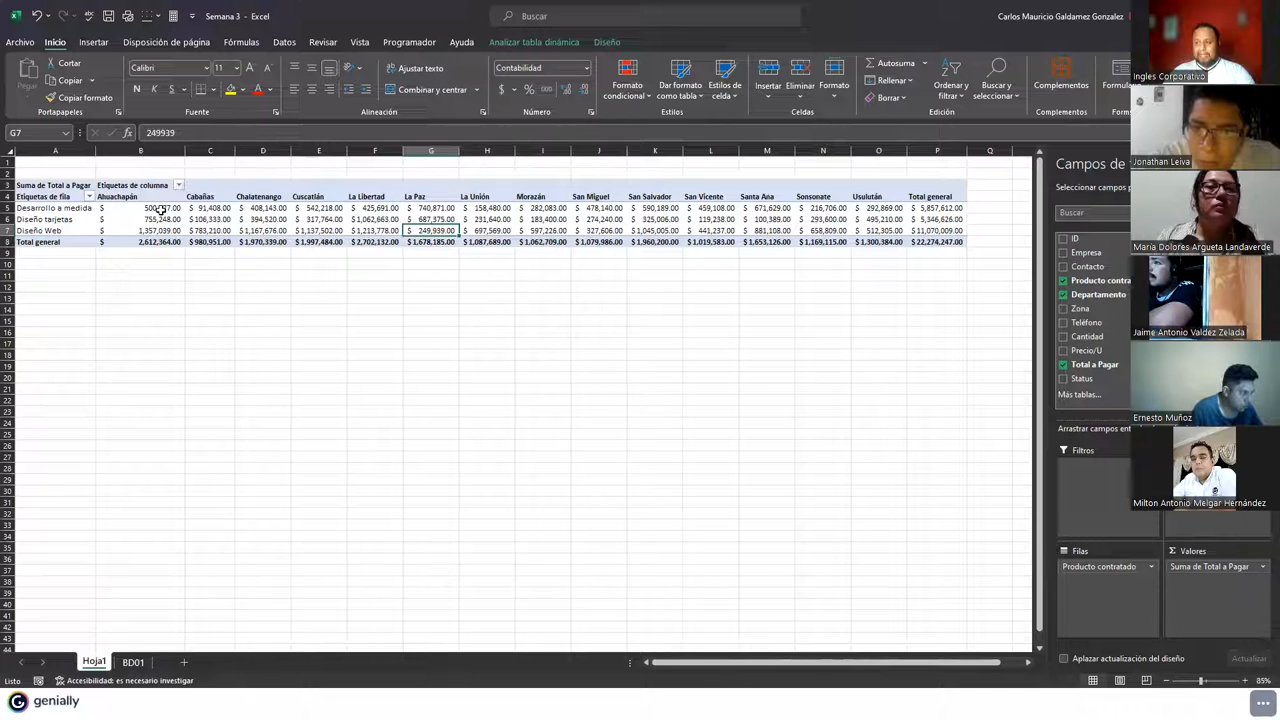 Semana 3 - Excel
Buscar
Carlos Mauricio Galdamez Gonzalez
Archivo Inicio Insertar Disposición de página Fórmulas Datos Revisar Vista Programador Ayuda Analizar tabla dinámica Diseño
Pegar
Cortar
Copiar
Copiar formato
Portapapeles
Calibri 11
N K S
Fuente
Ajustar texto
Combinar y centrar
Alineación
Contabilidad
$ % 000
Número
Formato condicional
Dar formato como tabla
Estilos de celda
Estilos
Insertar Eliminar Formato
Celdas
Autosuma
Rellenar
Borrar
Ordenar y filtrar
Buscar y seleccionar
Edición
Complementos
Complementos
G7 249939
A B C D E F G H I J K L M N O P Q
3 Suma de Total a Pagar Etiquetas de columna
4 Etiquetas de fila Ahuachapán Cabañas Chalatenango Cuscatlán La Libertad La Paz La Unión Morazán San Miguel San Salvador San Vicente Santa Ana Sonsonate Usulután Total general
Desarrollo a medida $ 91,408.00 $ 408,143.00 $ 542,218.00 $ 425,691.00 $ 740,871.00 $ 158,480.00 $ 282,083.00 $ 478,140.00 $ 590,189.00 $ 459,108.00 $ 671,629.00 $ 216,706.00 $ 292,869.00 $ 5,857,612.00
6 Diseño tarjetas 755,248.00 $ 106,333.00 $ 394,520.00 $ 317,764.00 $ 1,062,663.00 $ 687,375.00 $ 231,640.00 $ 183,400.00 $ 274,240.00 $ 325,006.00 $ 119,238.00 $ 100,389.00 $ 293,600.00 $ 495,210.00 $ 5,346,626.00
7 Diseño Web $ 1,357,039.00 $ 783,210.00 $ 1,167,676.00 $ 1,137,502.00 $ 1,213,778.00 $ 249,939.00 $ 697,569.00 $ 597,226.00 $ 327,606.00 $ 1,045,005.00 $ 441,237.00 $ 881,108.00 $ 658,809.00 $ 512,305.00 $ 11,070,009.00
8 Total general $ 2,612,364.00 $ 980,951.00 $ 1,970,339.00 $ 1,997,484.00 $ 2,702,132.00 $ 1,678,185.00 $ 1,087,689.00 $ 1,062,709.00 $ 1,079,986.00 $ 1,960,200.00 $ 1,019,583.00 $ 1,653,126.00 $ 1,169,115.00 $ 1,300,384.00 $ 22,274,247.00
Campos de
Seleccionar campos
Buscar
ID
Empresa
Contacto
Producto contra
Departamento
Zona
Teléfono
Cantidad
Precio/U
Total a Pagar
Status
Más tablas...
Arrastrar campos ent
Filtros
Filas
Σ Valores
Producto contratado
Suma de Total a Pagar
Aplazar actualización del diseño
Actualizar
Ingles Corporativo
Jonathan Leiva
María Dolores Argueta Landaverde
Jaime Antonio Valdez Zelada
Ernesto Muñoz
Milton Antonio Melgar Hernández
Hoja1 BD01
Listo Accesibilidad: es necesario investigar
85%
genially